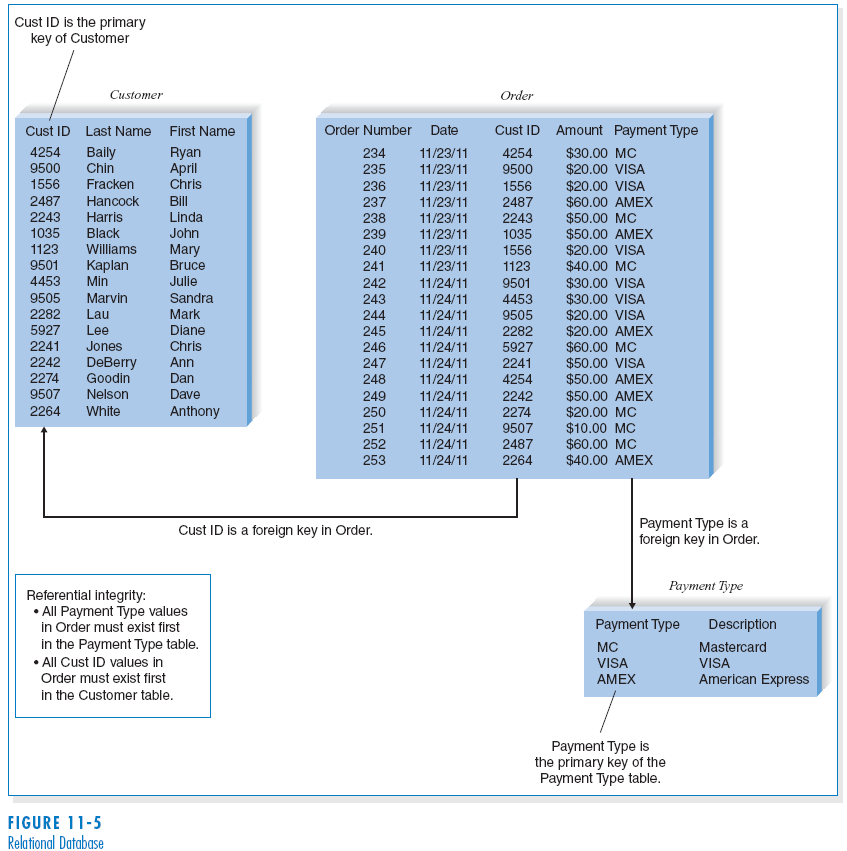 Cust ID is the primary
key of Customer
Customer
Cust ID Last Name First Name
4254 Baily Ryan
9500 Chin April
1556 Fracken Chris
2487 Hancock Bill
2243 Harris Linda
1035 Black John
1123 Williams Mary
9501 Kaplan Bruce
4453 Min Julie
9505 Marvin Sandra
2282 Lau Mark
5927 Lee Diane
2241 Jones Chris
2242 DeBerry Ann
2274 Goodin Dan
9507 Nelson Dave
2264 White Anthony
Order
Order Number Date Cust ID Amount Payment Type
234 11/23/11 4254 $30.00 MC
235 11/23/11 9500 $20.00 VISA
236 11/23/11 1556 $20.00 VISA
237 11/23/11 2487 $60.00 AMEX
238 11/23/11 2243 $50.00 MC
239 11/23/11 1035 $50.00 AMEX
240 11/23/11 1556 $20.00 VISA
241 11/23/11 1123 $40.00 MC
242 11/24/11 9501 $30.00 VISA
243 11/24/11 4453 $30.00 VISA
244 11/24/11 9505 $20.00 VISA
245 11/24/11 2282 $20.00 AMEX
246 11/24/11 5927 $60.00 MC
247 11/24/11 2241 $50.00 VISA
248 11/24/11 4254 $50.00 AMEX
249 11/24/11 2242 $50.00 AMEX
250 11/24/11 2274 $20.00 MC
251 11/24/11 9507 $10.00 MC
252 11/24/11 2487 $60.00 MC
253 11/24/11 2264 $40.00 AMEX
Cust ID is a foreign key in Order.
Payment Type is a
foreign key in Order.
Referential integrity:
• All Payment Type values
in Order must exist first
in the Payment Type table.
• All Cust ID values in
Order must exist first
in the Customer table.
Payment Type
Payment Type Description
MC Mastercard
VISA VISA
AMEX American Express
Payment Type is
the primary key of the
Payment Type table.
FIGURE 11-5
Relational Database